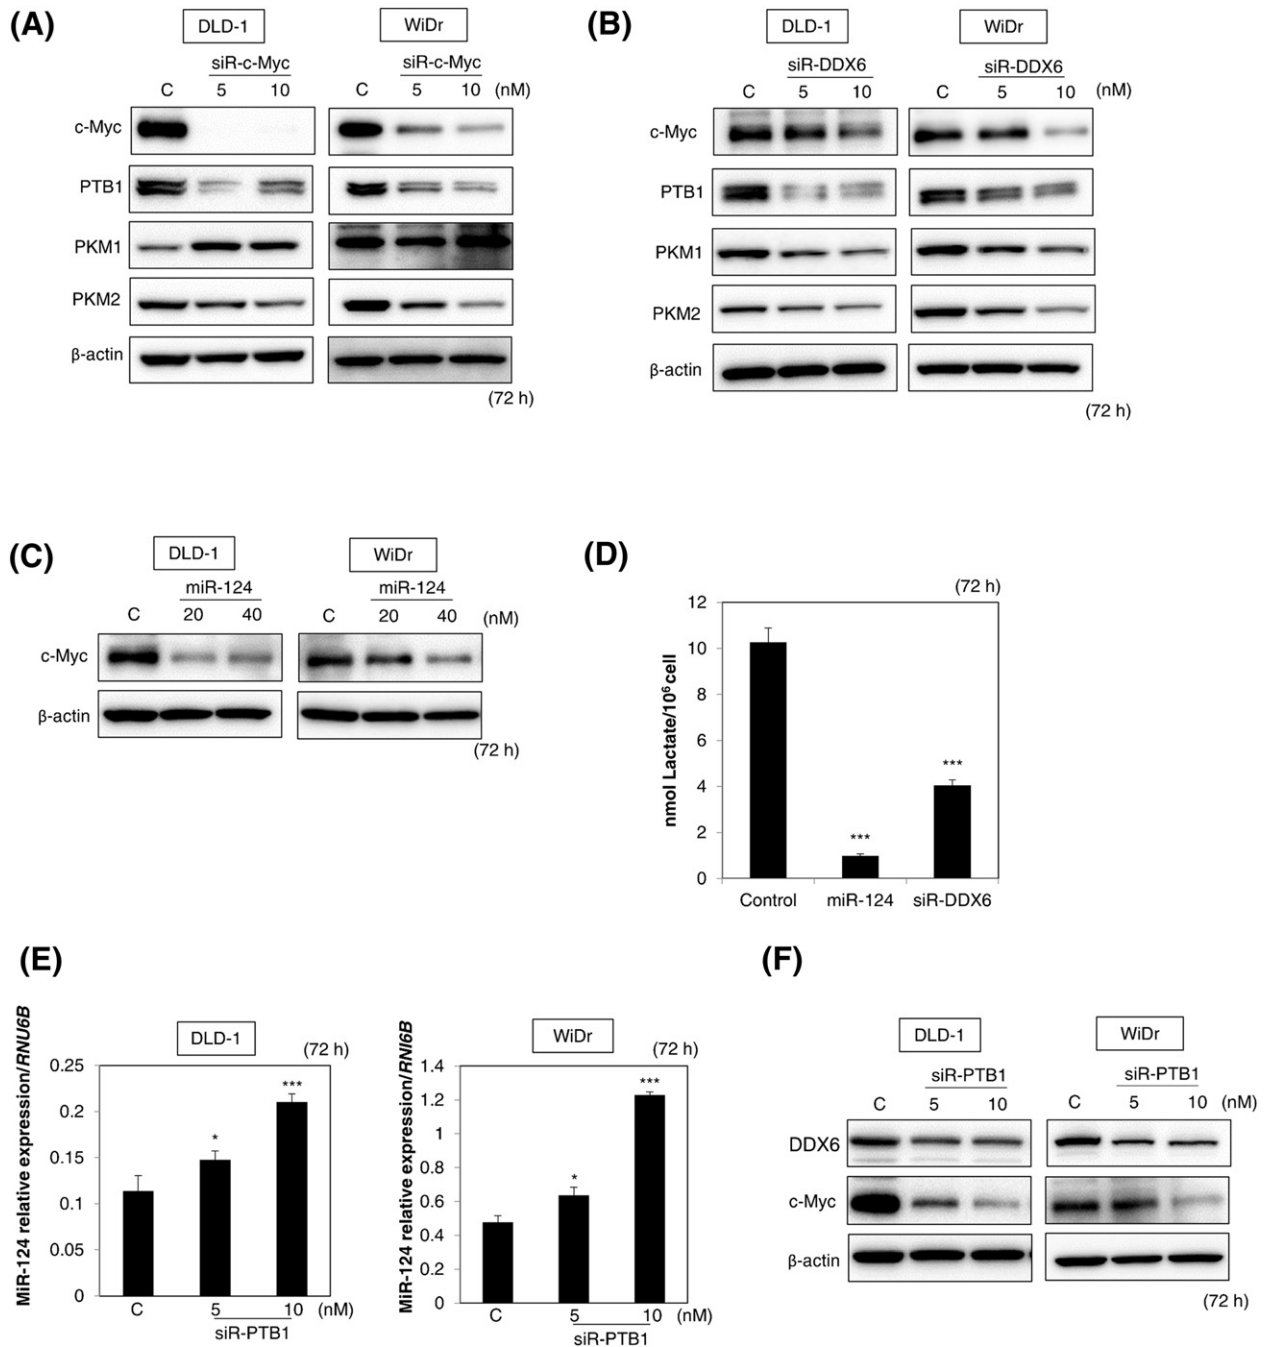 (A)
DLD-1
WiDr
siR-c-Myc
siR-c-Myc
C 5 10 C 5 10 (nM)
c-Myc
PTB1
PKM1
PKM2
β-actin
(72 h)
(B)
DLD-1
WiDr
siR-DDX6
siR-DDX6
C 5 10 C 5 10 (nM)
c-Myc
PTB1
PKM1
PKM2
β-actin
(72 h)
(C)
DLD-1
WiDr
miR-124
miR-124
C 20 40 C 20 40 (nM)
c-Myc
β-actin
(72 h)
(D)
(72 h)
nmol Lactate/10⁶ cell
12
10
8
6
4
2
0
***
***
Control miR-124 siR-DDX6
(E)
DLD-1
(72 h)
MiR-124 relative expression/RNU6B
0.25
0.2
0.15
0.1
0.05
0
*
***
C 5 10 (nM)
siR-PTB1
WiDr
(72 h)
MiR-124 relative expression/RNI6B
1.4
1.2
1
0.8
0.6
0.4
0.2
0
*
***
C 5 10 (nM)
siR-PTB1
(F)
DLD-1
WiDr
siR-PTB1
siR-PTB1
C 5 10 C 5 10 (nM)
DDX6
c-Myc
β-actin
(72 h)